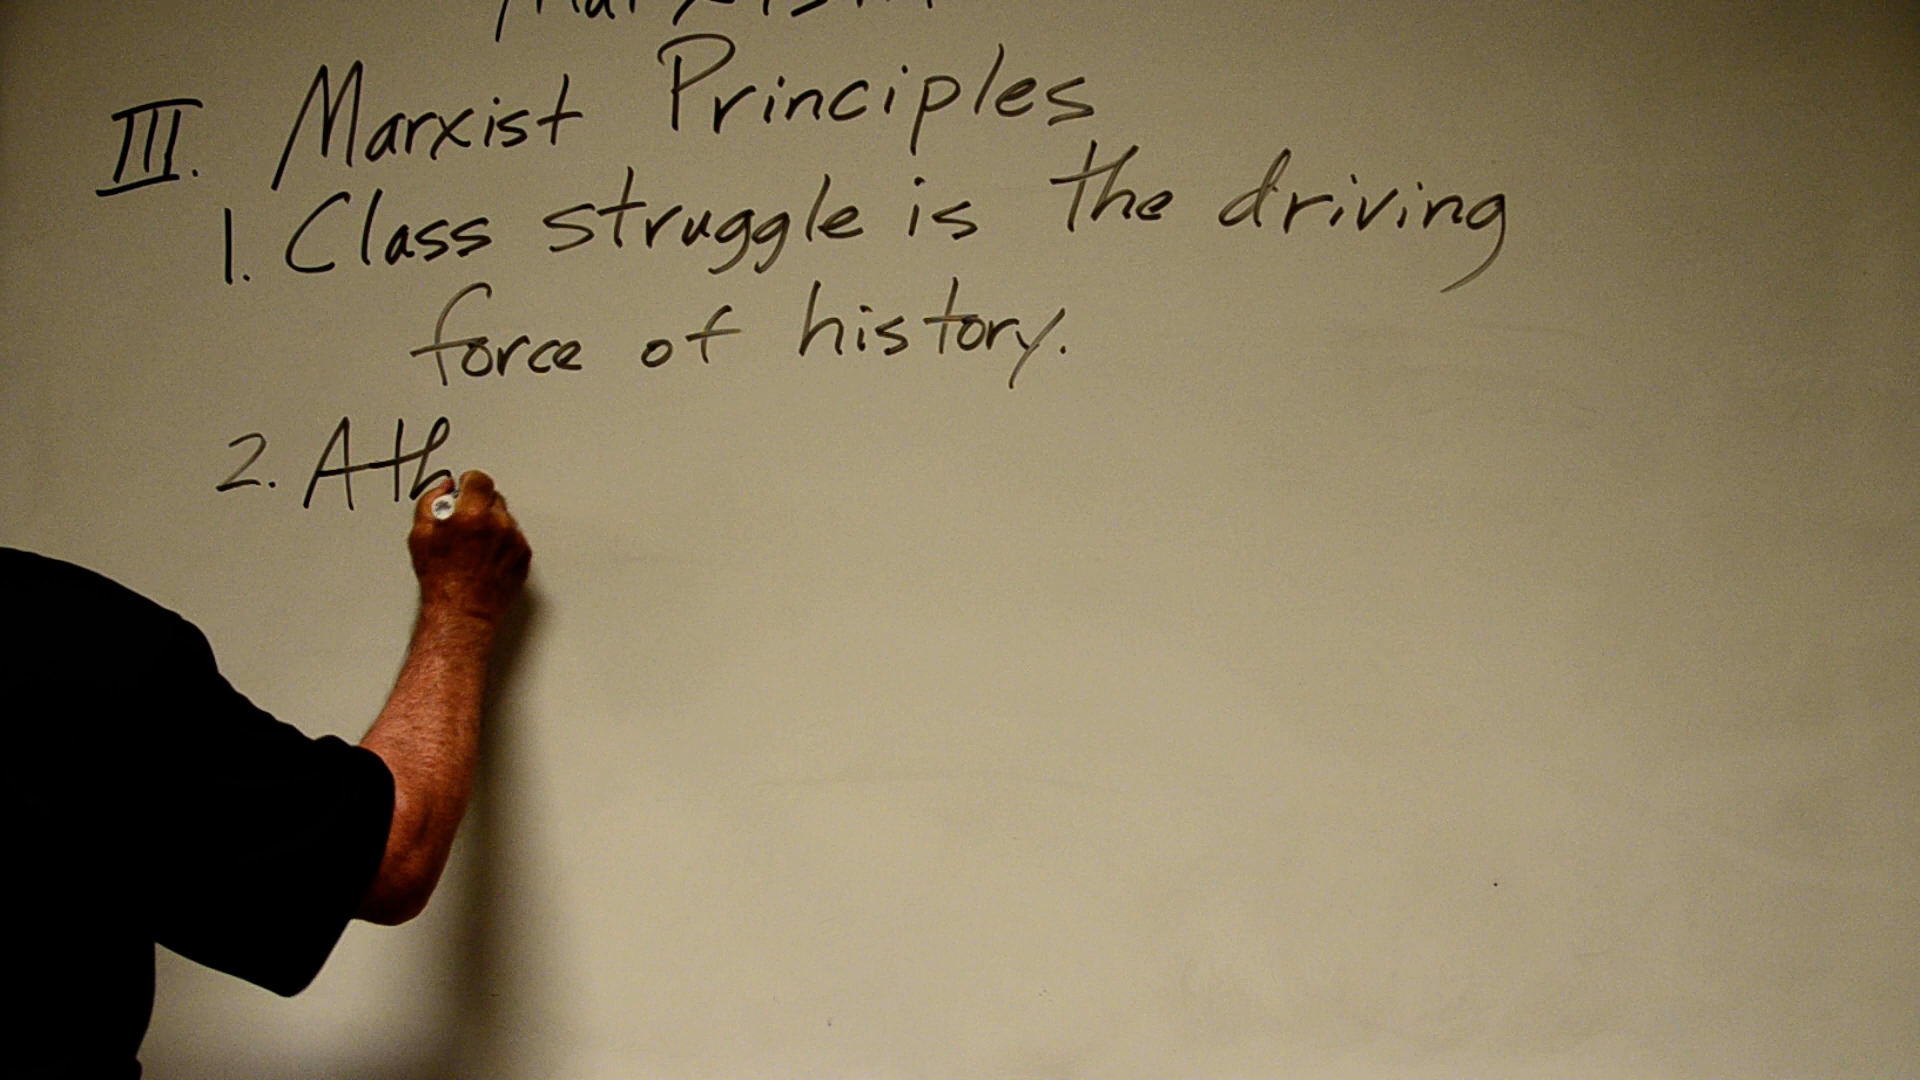 III. Marxist Principles
1. Class struggle is the driving
force of history.
2. Ath